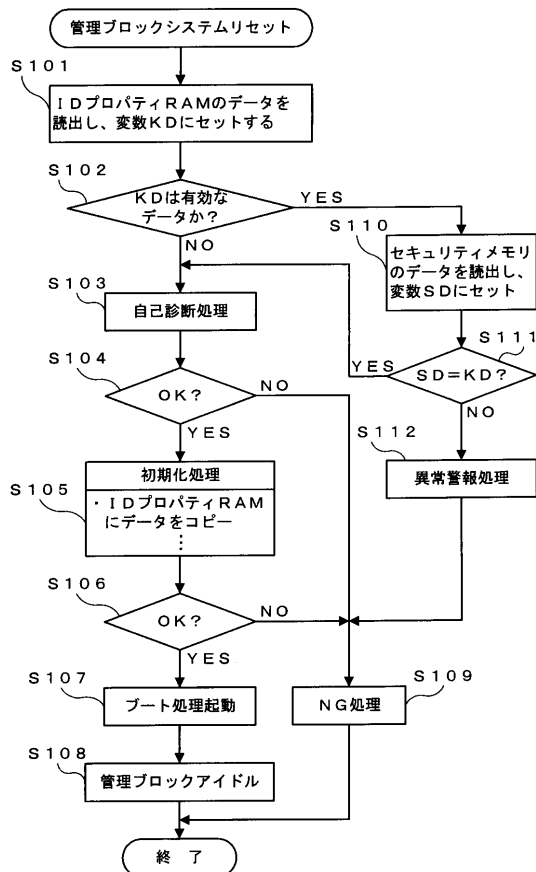 管理ブロックシステムリセット
S101
IDプロパティRAMのデータを
読出し、変数KDにセットする
S102
KDは有効な
データか?
YES
NO
S110
セキュリティメモリ
のデータを読出し、
変数SDにセット
S103
自己診断処理
S111
SD=KD?
YES
NO
S104
OK?
NO
YES
S112
異常警報処理
S105
初期化処理
・IDプロパティRAM
にデータをコピー
⋮
S106
OK?
NO
YES
S107
ブート処理起動
S109
NG処理
S108
管理ブロックアイドル
終 了